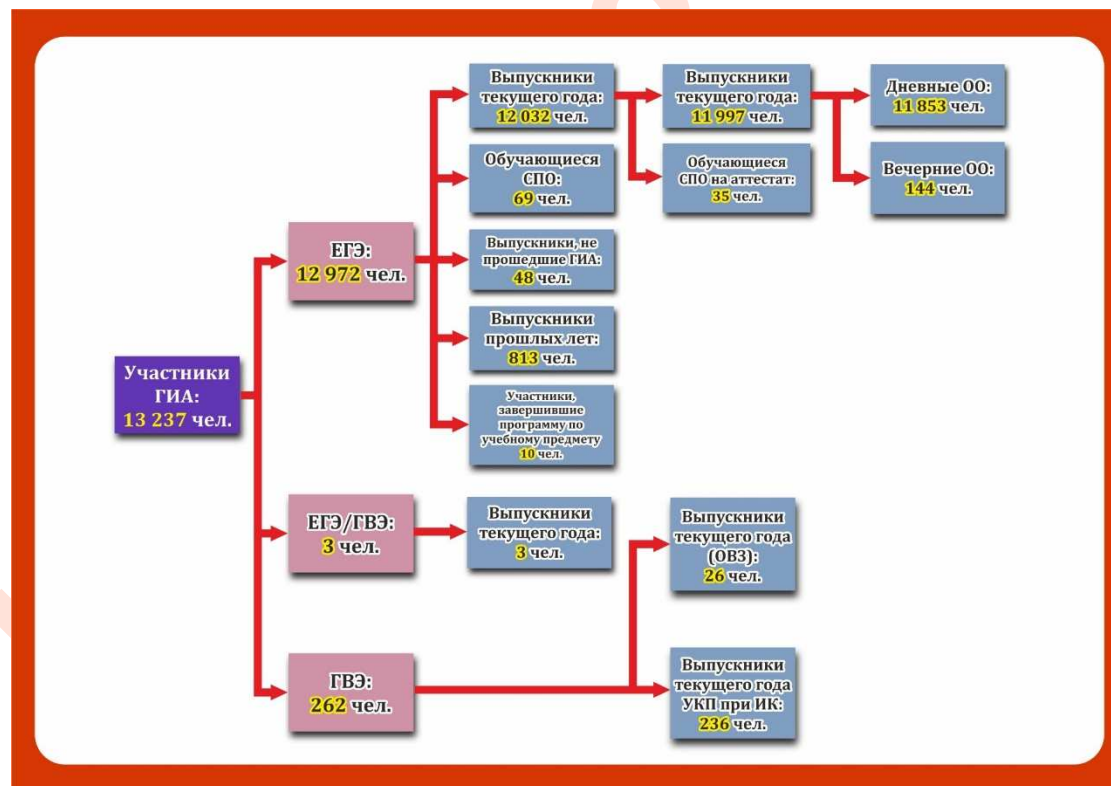 Участники
ГИА:
13 237 чел.
ЕГЭ:
12 972 чел.
Выпускники
текущего года:
12 032 чел.
Выпускники
текущего года:
11 997 чел.
Дневные ОО:
11 853 чел.
Вечерние ОО:
144 чел.
Обучающиеся
СПО на аттестат:
35 чел.
Обучающиеся
СПО:
69 чел.
Выпускники, не
прошедшие ГИА:
48 чел.
Выпускники
прошлых лет:
813 чел.
Участники,
завершившие
программу по
учебному предмету
10 чел.
ЕГЭ/ГВЭ:
3 чел.
Выпускники
текущего года:
3 чел.
ГВЭ:
262 чел.
Выпускники
текущего года
(ОВЗ):
26 чел.
Выпускники
текущего года
УКП при ИК:
236 чел.